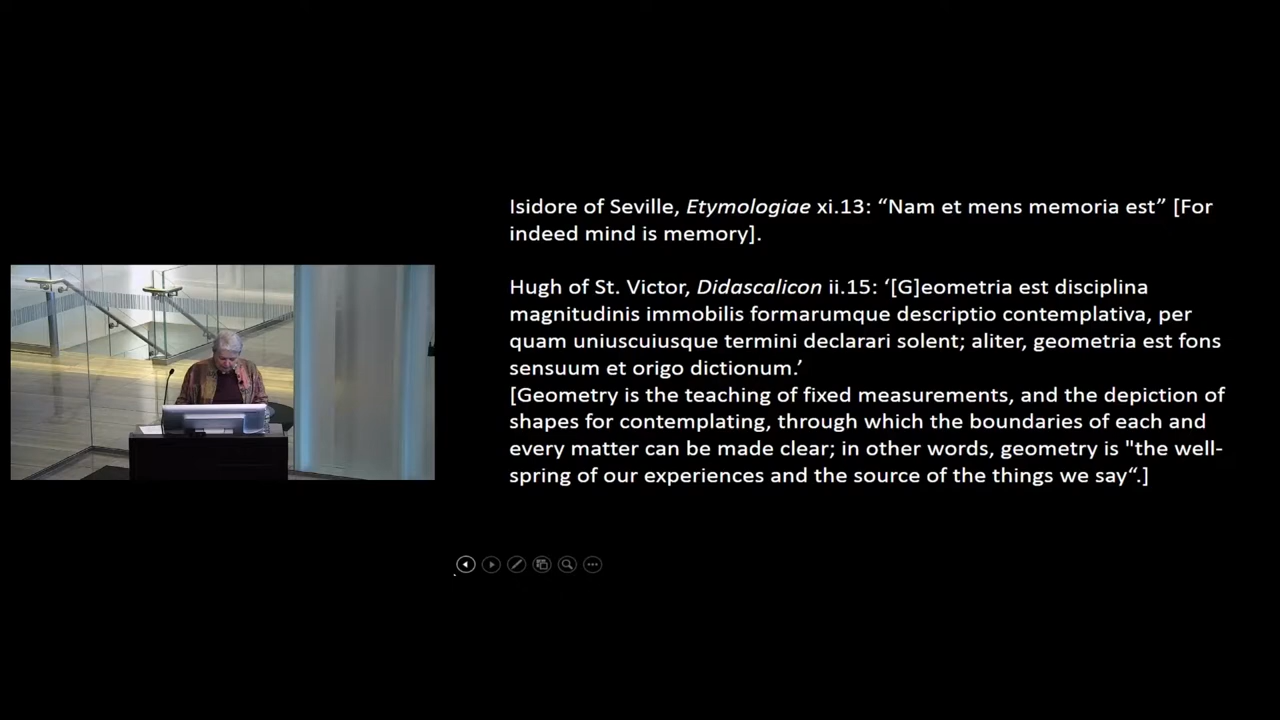 Isidore of Seville, Etymologiae xi.13: “Nam et mens memoria est” [For
indeed mind is memory].
Hugh of St. Victor, Didascalicon ii.15: ‘[G]eometria est disciplina
magnitudinis immobilis formarumque descriptio contemplativa, per
quam uniuscuiusque termini declarari solent; aliter, geometria est fons
sensuum et origo dictionum.’
[Geometry is the teaching of fixed measurements, and the depiction of
shapes for contemplating, through which the boundaries of each and
every matter can be made clear; in other words, geometry is "the well-
spring of our experiences and the source of the things we say“.]